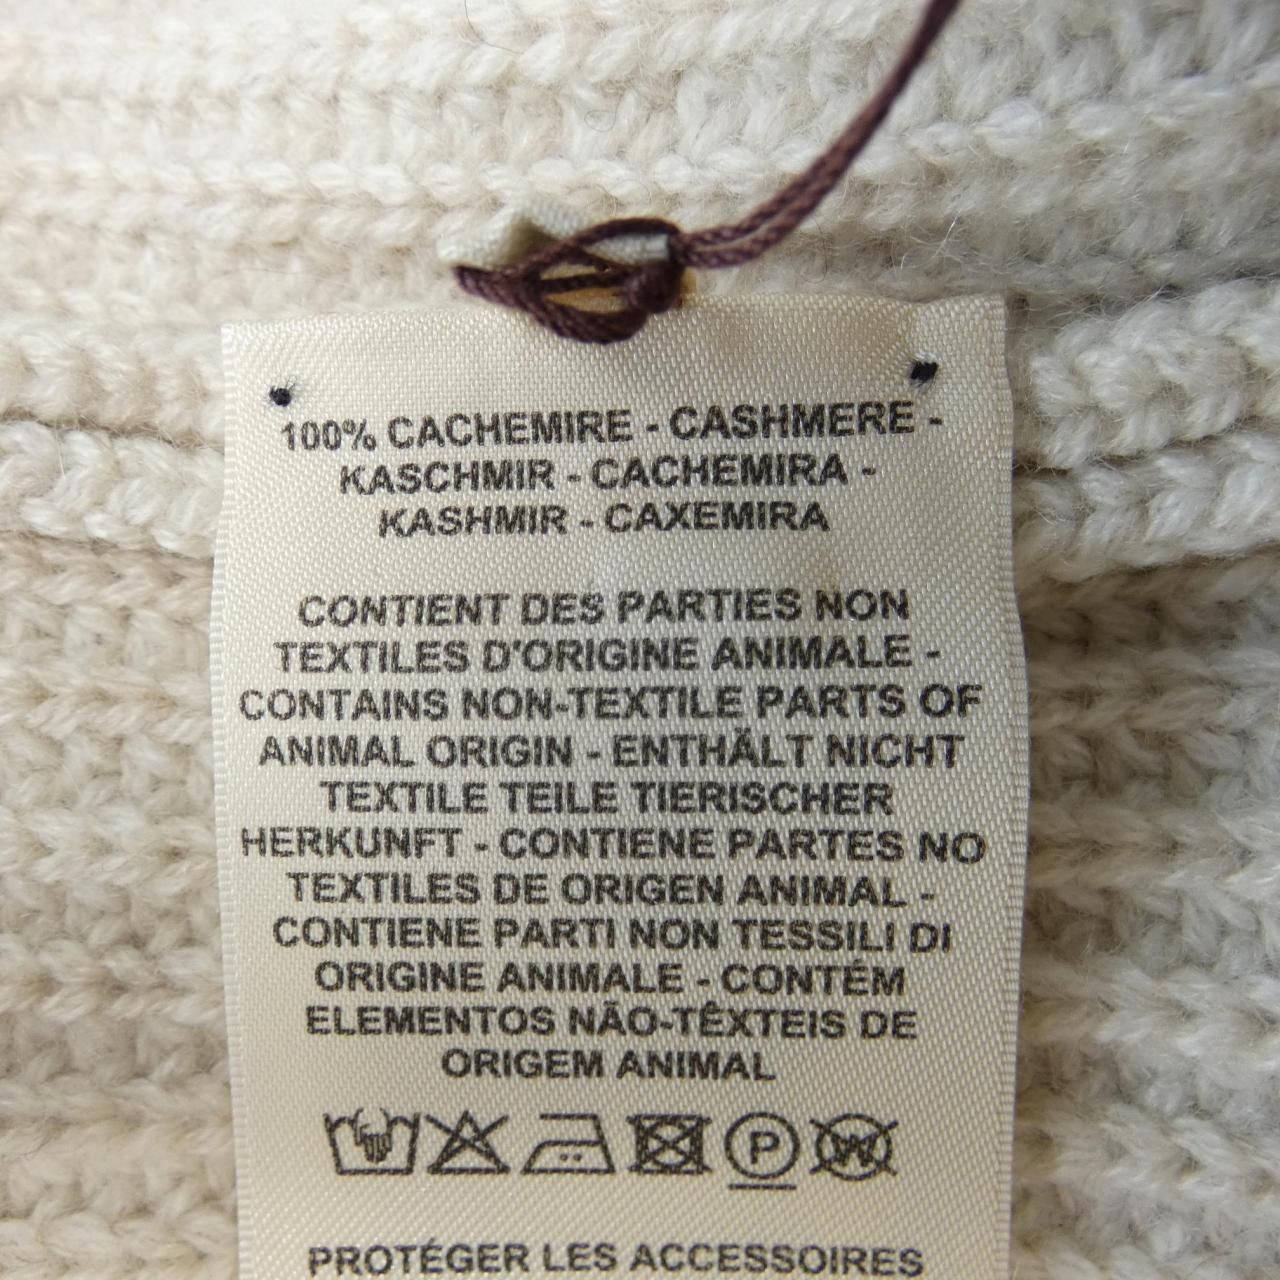 100% CACHEMIRE - CASHMERE -
KASCHMIR - CACHEMIRA -
KASHMIR - CAXEMIRA
CONTIENT DES PARTIES NON
TEXTILES D'ORIGINE ANIMALE -
CONTAINS NON-TEXTILE PARTS OF
ANIMAL ORIGIN - ENTHÄLT NICHT
TEXTILE TEILE TIERISCHER
HERKUNFT - CONTIENE PARTES NO
TEXTILES DE ORIGEN ANIMAL -
CONTIENE PARTI NON TESSILI DI
ORIGINE ANIMALE - CONTÉM
ELEMENTOS NÃO-TÊXTEIS DE
ORIGEM ANIMAL
P W
PROTÉGER LES ACCESSOIRES